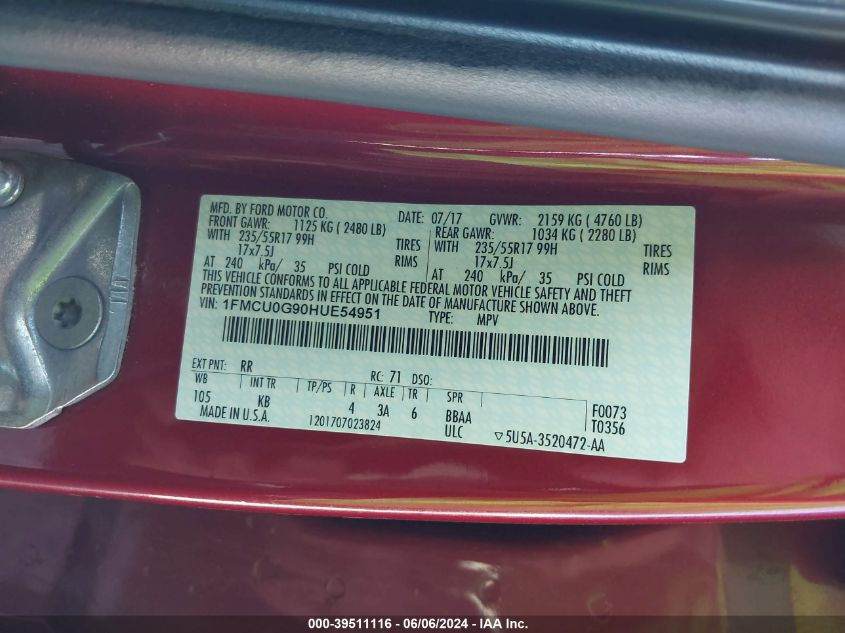 MFD. BY FORD MOTOR CO. DATE: 07/17 GVWR: 2159 KG ( 4760 LB)
FRONT GAWR: 1125 KG ( 2480 LB) REAR GAWR: 1034 KG ( 2280 LB)
WITH 235/55R17 99H TIRES WITH 235/55R17 99H TIRES
17x7.5J RIMS 17x7.5J RIMS
AT 240 kPa/ 35 PSI COLD AT 240 kPa/ 35 PSI COLD
THIS VEHICLE CONFORMS TO ALL APPLICABLE FEDERAL MOTOR VEHICLE SAFETY AND THEFT
PREVENTION STANDARDS IN EFFECT ON THE DATE OF MANUFACTURE SHOWN ABOVE.
VIN: 1FMCU0G90HUE54951 TYPE: MPV
EXT PNT: RR RC: 71 DSO:
WB INT TR TP/PS R AXLE TR SPR
105 KB 4 3A 6 BBAA F0073
MADE IN U.S.A. 1201707023824 ULC ▽5U5A-3520472-AA T0356
000-39511116 - 06/06/2024 - IAA Inc.